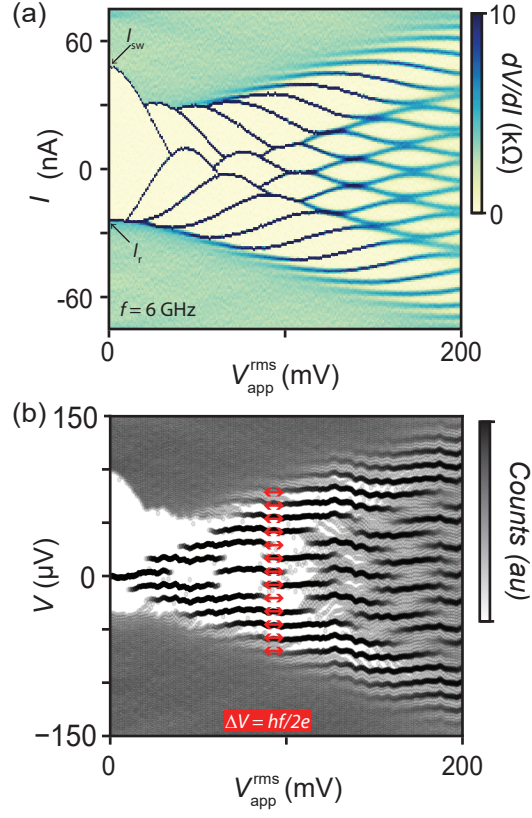 (a)
60
0
-60
I (nA)
I_sw
I_r
f = 6 GHz
0
200
V_app^rms (mV)
10
0
dV/dI (KΩ)
(b)
150
0
−150
V (μV)
ΔV = hf/2e
0
200
V_app^rms (mV)
Counts (au)